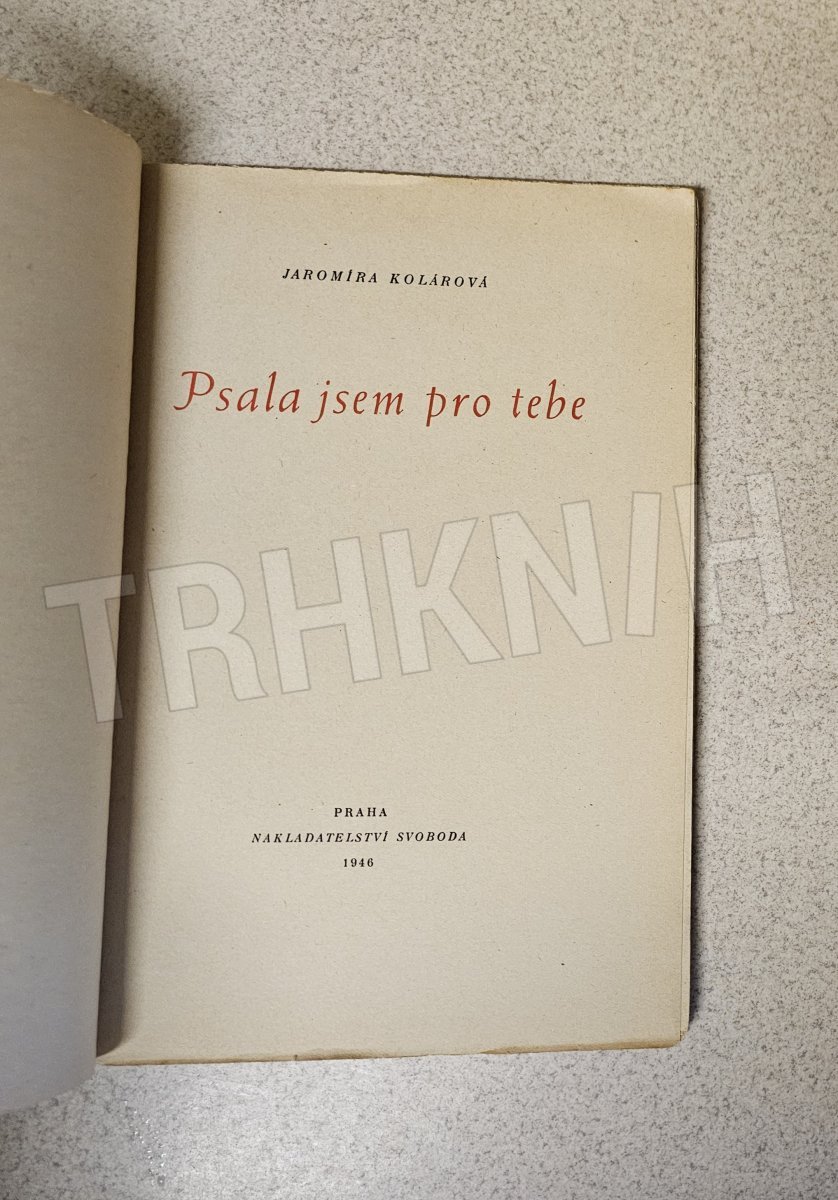 JAROMÍRA KOLÁROVÁ
Psala jsem pro tebe
TRHKNIH
PRAHA
NAKLADATELSTVÍ SVOBODA
1946